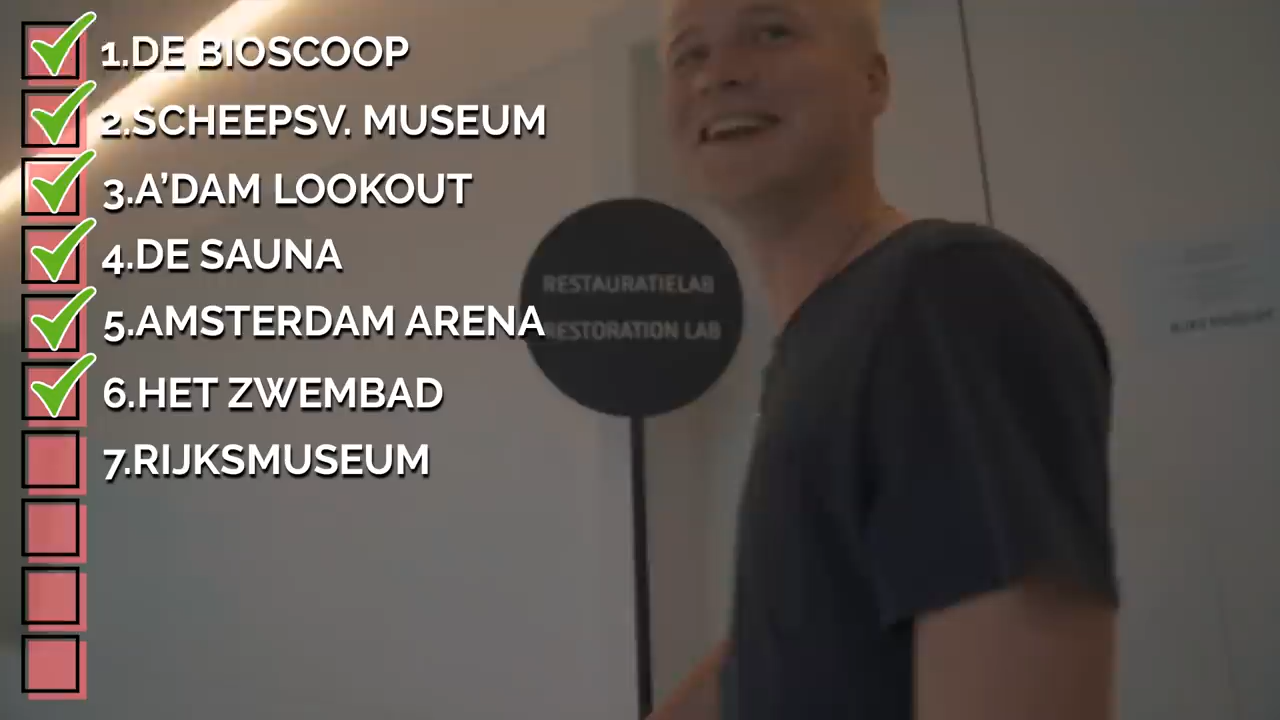 1.DE BIOSCOOP
2.SCHEEPSV. MUSEUM
3.A'DAM LOOKOUT
4.DE SAUNA
5.AMSTERDAM ARENA
6.HET ZWEMBAD
7.RIJKSMUSEUM
RESTAURATIELAB
RESTORATION LAB